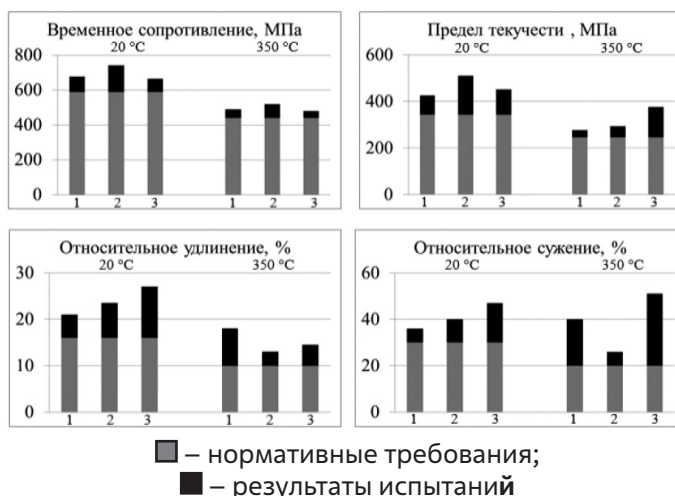 Временное сопротивление, МПа
20 °C 350 °C
800
600
400
200
0
1 2 3 1 2 3
Предел текучести , МПа
20 °C 350 °C
600
400
200
0
1 2 3 1 2 3
Относительное удлинение, %
20 °C 350 °C
30
20
10
0
1 2 3 1 2 3
Относительное сужение, %
20 °C 350 °C
60
40
20
0
1 2 3 1 2 3
– нормативные требования;
– результаты испытаний